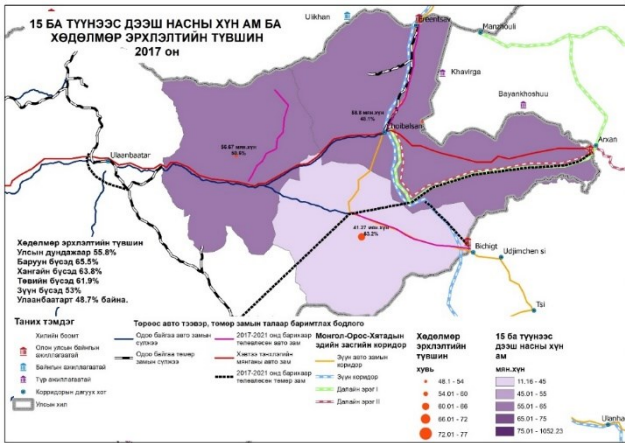 15 БА ТҮҮНЭЭС ДЭЭШ НАСНЫ ХҮН АМ БА
ХӨДӨЛМӨР ЭРХЛЭЛТИЙН ТҮВШИН
2017 он
Ulikhan
Ereentsav
Manzhouli
Khavirga
Bayankhoshuu
Choibalsan
Arxan
Ulaanbaatar
Bichigt
Udjimchen si
Tsi
Хөдөлмөр эрхлэлтийн түвшин
Улсын дундажаар 55.8%
Баруун бүсэд 65.5%
Хангайн бүсэд 63.8%
Төвийн бүсэд 61.9%
Зүүн бүсэд 53%
Улаанбаатарт 48.7% байна.
Таних тэмдэг
Хилийн боомт
Олон улсын байнгын ажиллагаатай
Байнгын ажиллагаатай
Түр ажиллагаатай
Корридорын дагуух хот
Улсын хил
Төрөөс авто тээвэр, төмөр замын талаар баримтлах бодлого
Одоо байгаа авто замын сүлжээ
Одоо байгаа төмөр замын сүлжээ
2017-2021 онд баригдаар төлөвлөсөн авто зам
Хэвтээ тэнхлэгийн мянганы авто зам
2017-2021 онд баригдаар төлөвлөсөн төмөр зам
Монгол-Орос-Хятадын эдийн засгийн коридор
Зүүн авто замын коридор
Зүүн коридор
Далайн эрэг I
Далайн эрэг II
Хөдөлмөр эрхлэлтийн түвшин
хувь
48.1 - 54
54.01 - 60
60.01 - 66
66.01 - 72
72.01 - 77
15 ба түүнээс дээш насны хүн ам
мян.хүн
11.16 - 45
45.01 - 55
55.01 - 65
65.01 - 75
75.01 - 1052.23